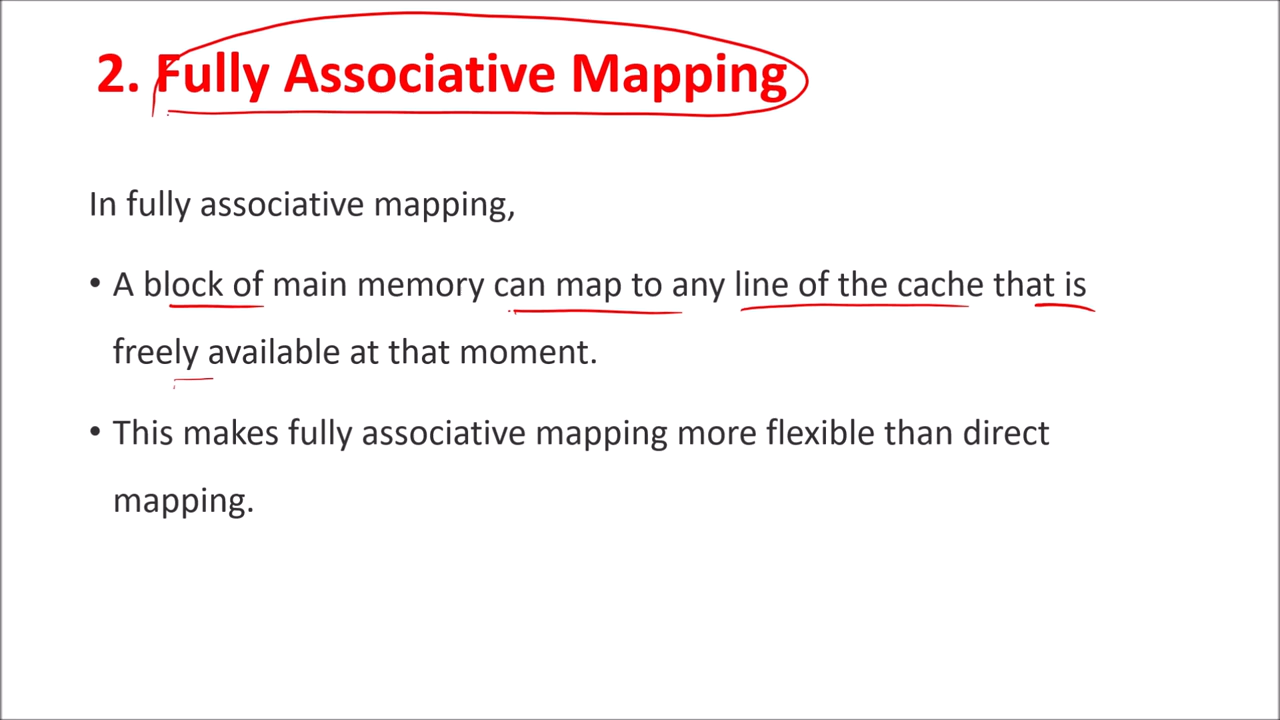 2. Fully Associative Mapping
In fully associative mapping,
• A block of main memory can map to any line of the cache that is
freely available at that moment.
• This makes fully associative mapping more flexible than direct
mapping.